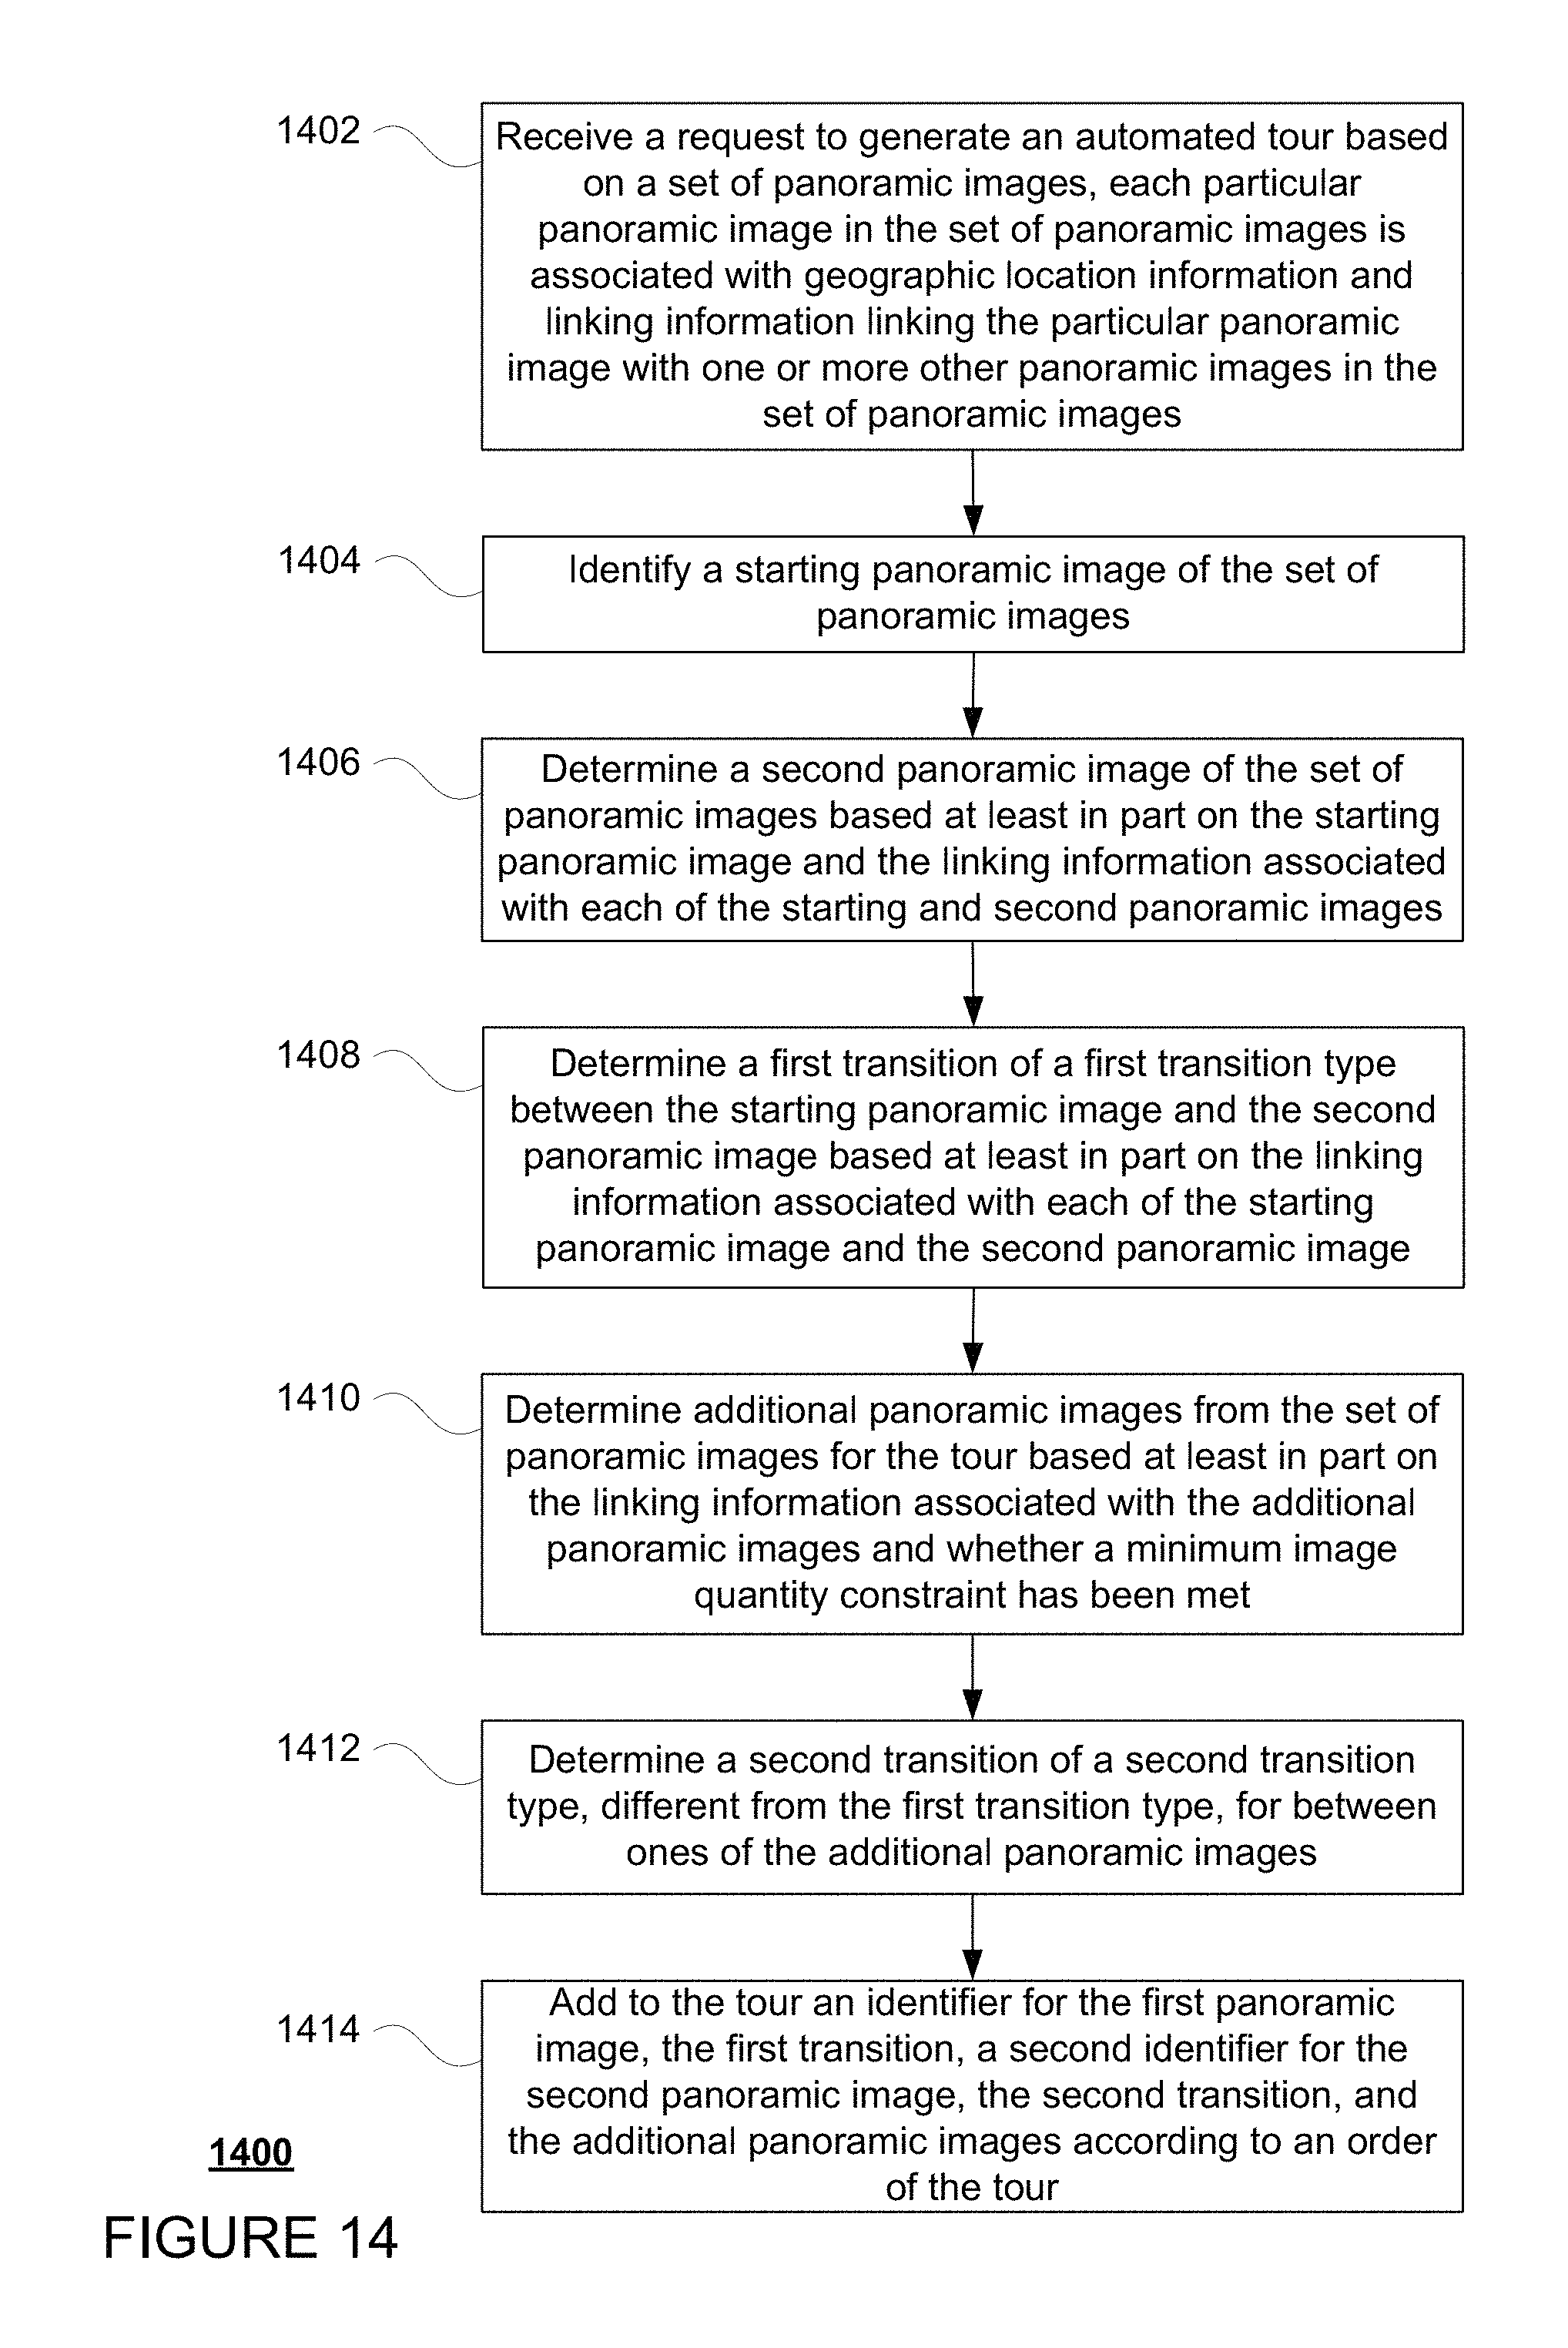 1402
Receive a request to generate an automated tour based
on a set of panoramic images, each particular
panoramic image in the set of panoramic images is
associated with geographic location information and
linking information linking the particular panoramic
image with one or more other panoramic images in the
set of panoramic images
1404
Identify a starting panoramic image of the set of
panoramic images
1406
Determine a second panoramic image of the set of
panoramic images based at least in part on the starting
panoramic image and the linking information associated
with each of the starting and second panoramic images
1408
Determine a first transition of a first transition type
between the starting panoramic image and the second
panoramic image based at least in part on the linking
information associated with each of the starting
panoramic image and the second panoramic image
1410
Determine additional panoramic images from the set of
panoramic images for the tour based at least in part on
the linking information associated with the additional
panoramic images and whether a minimum image
quantity constraint has been met
1412
Determine a second transition of a second transition
type, different from the first transition type, for between
ones of the additional panoramic images
1414
Add to the tour an identifier for the first panoramic
image, the first transition, a second identifier for the
second panoramic image, the second transition, and
the additional panoramic images according to an order
of the tour
1400
FIGURE 14